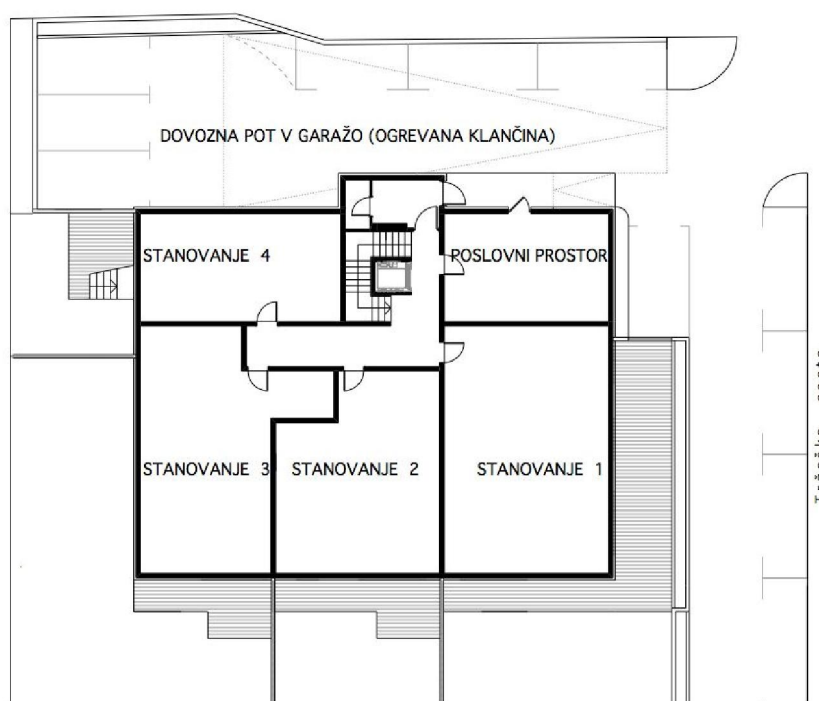 DOVOZNA POT V GARAŽO (OGREVANA KLANČINA)
STANOVANJE 4
POSLOVNI PROSTOR
STANOVANJE 3
STANOVANJE 2
STANOVANJE 1